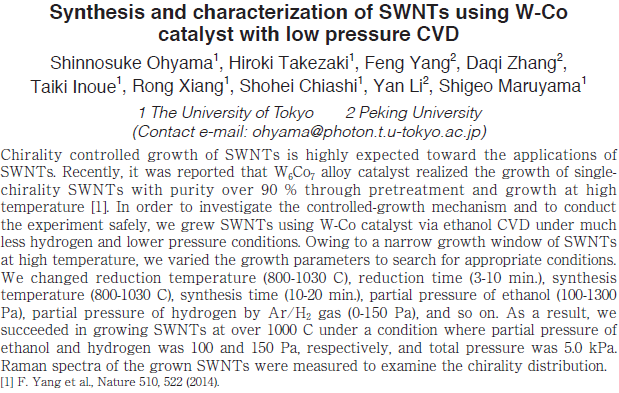 Synthesis and characterization of SWNTs using W-Co
catalyst with low pressure CVD
Shinnosuke Ohyama¹, Hiroki Takezaki¹, Feng Yang², Daqi Zhang²,
Taiki Inoue¹, Rong Xiang¹, Shohei Chiashi¹, Yan Li², Shigeo Maruyama¹
1 The University of Tokyo 2 Peking University
(Contact e-mail: ohyama@photon.t.u-tokyo.ac.jp)
Chirality controlled growth of SWNTs is highly expected toward the applications of
SWNTs. Recently, it was reported that W₆Co₇ alloy catalyst realized the growth of single-
chirality SWNTs with purity over 90 % through pretreatment and growth at high
temperature [1]. In order to investigate the controlled-growth mechanism and to conduct
the experiment safely, we grew SWNTs using W-Co catalyst via ethanol CVD under much
less hydrogen and lower pressure conditions. Owing to a narrow growth window of SWNTs
at high temperature, we varied the growth parameters to search for appropriate conditions.
We changed reduction temperature (800-1030 C), reduction time (3-10 min.), synthesis
temperature (800-1030 C), synthesis time (10-20 min.), partial pressure of ethanol (100-1300
Pa), partial pressure of hydrogen by Ar/H₂ gas (0-150 Pa), and so on. As a result, we
succeeded in growing SWNTs at over 1000 C under a condition where partial pressure of
ethanol and hydrogen was 100 and 150 Pa, respectively, and total pressure was 5.0 kPa.
Raman spectra of the grown SWNTs were measured to examine the chirality distribution.
[1] F. Yang et al., Nature 510, 522 (2014).